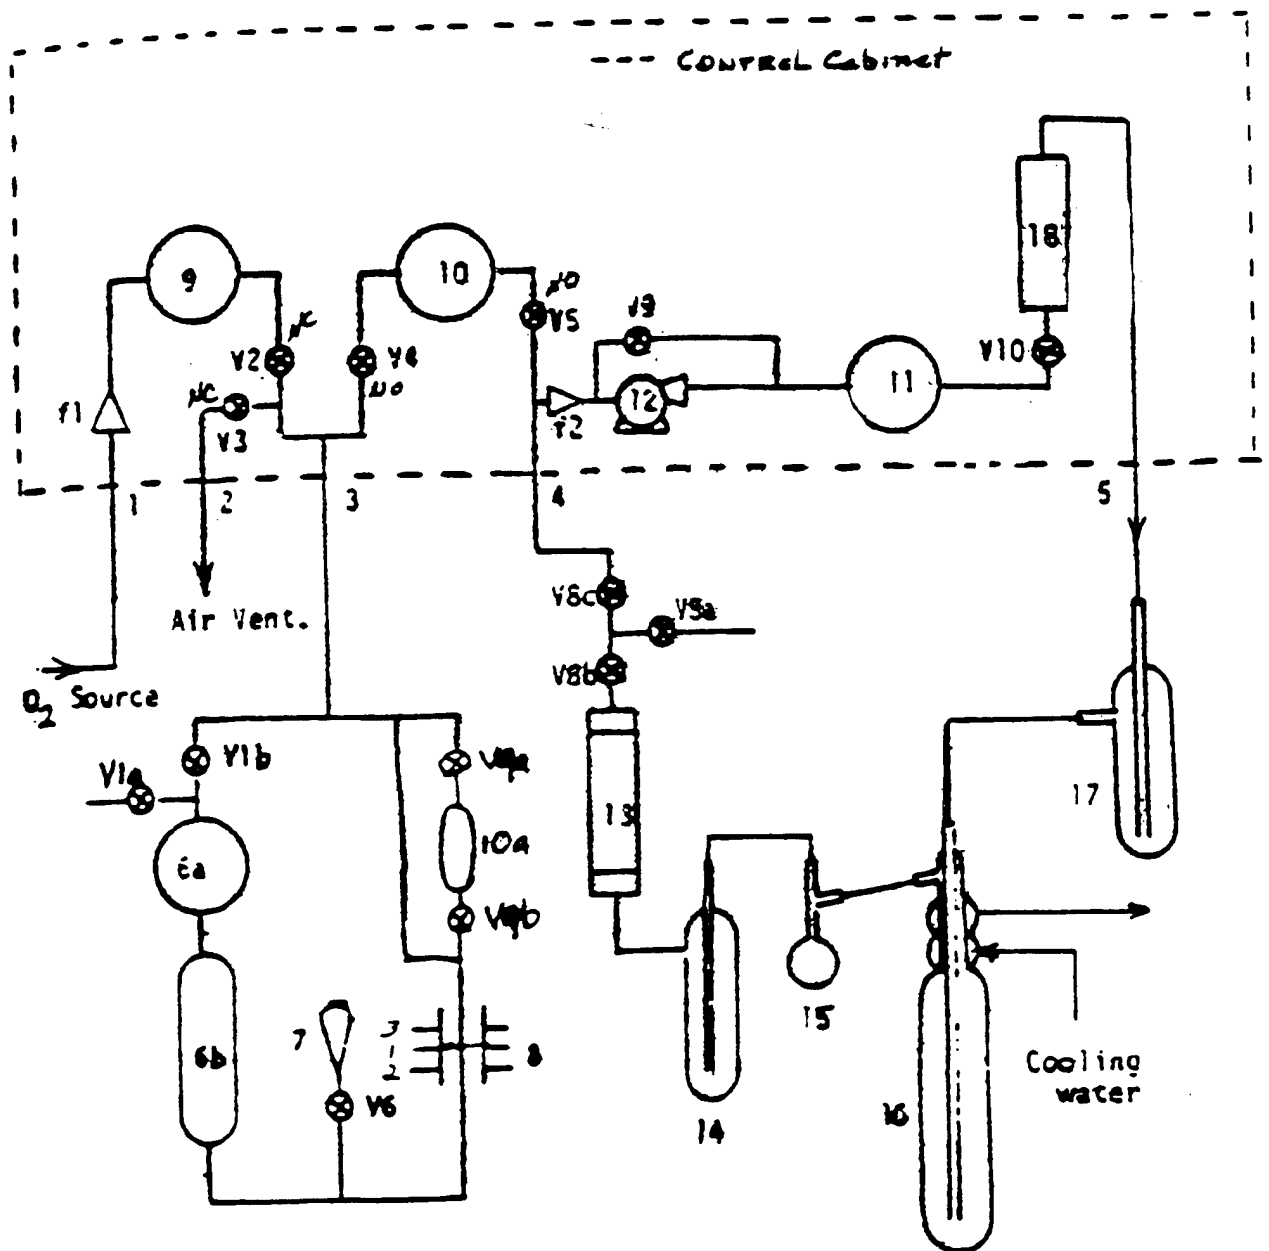 --- CONTROL Cabinet
18
9
10
NO
V5
V9
NC
V2
V4
NO
V10
11
12
NC
f1
V3
f2
1
2
3
4
5
Air Vent.
V8c
V8b
O2 Source
V1a
V1b
13
17
10a
6a
15
7
3
1
2
8
6b
V6
14
16
Cooling
water